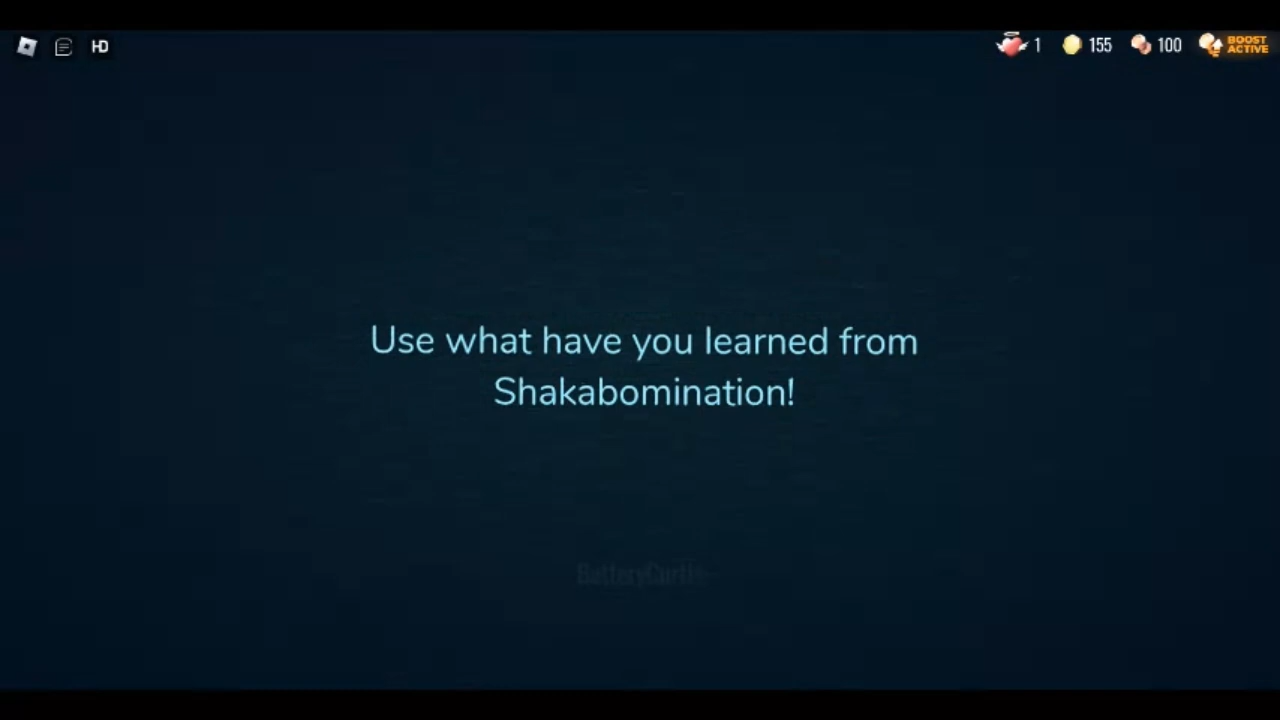 HD
1
155
100
BOOST
ACTIVE
Use what have you learned from
Shakabomination!